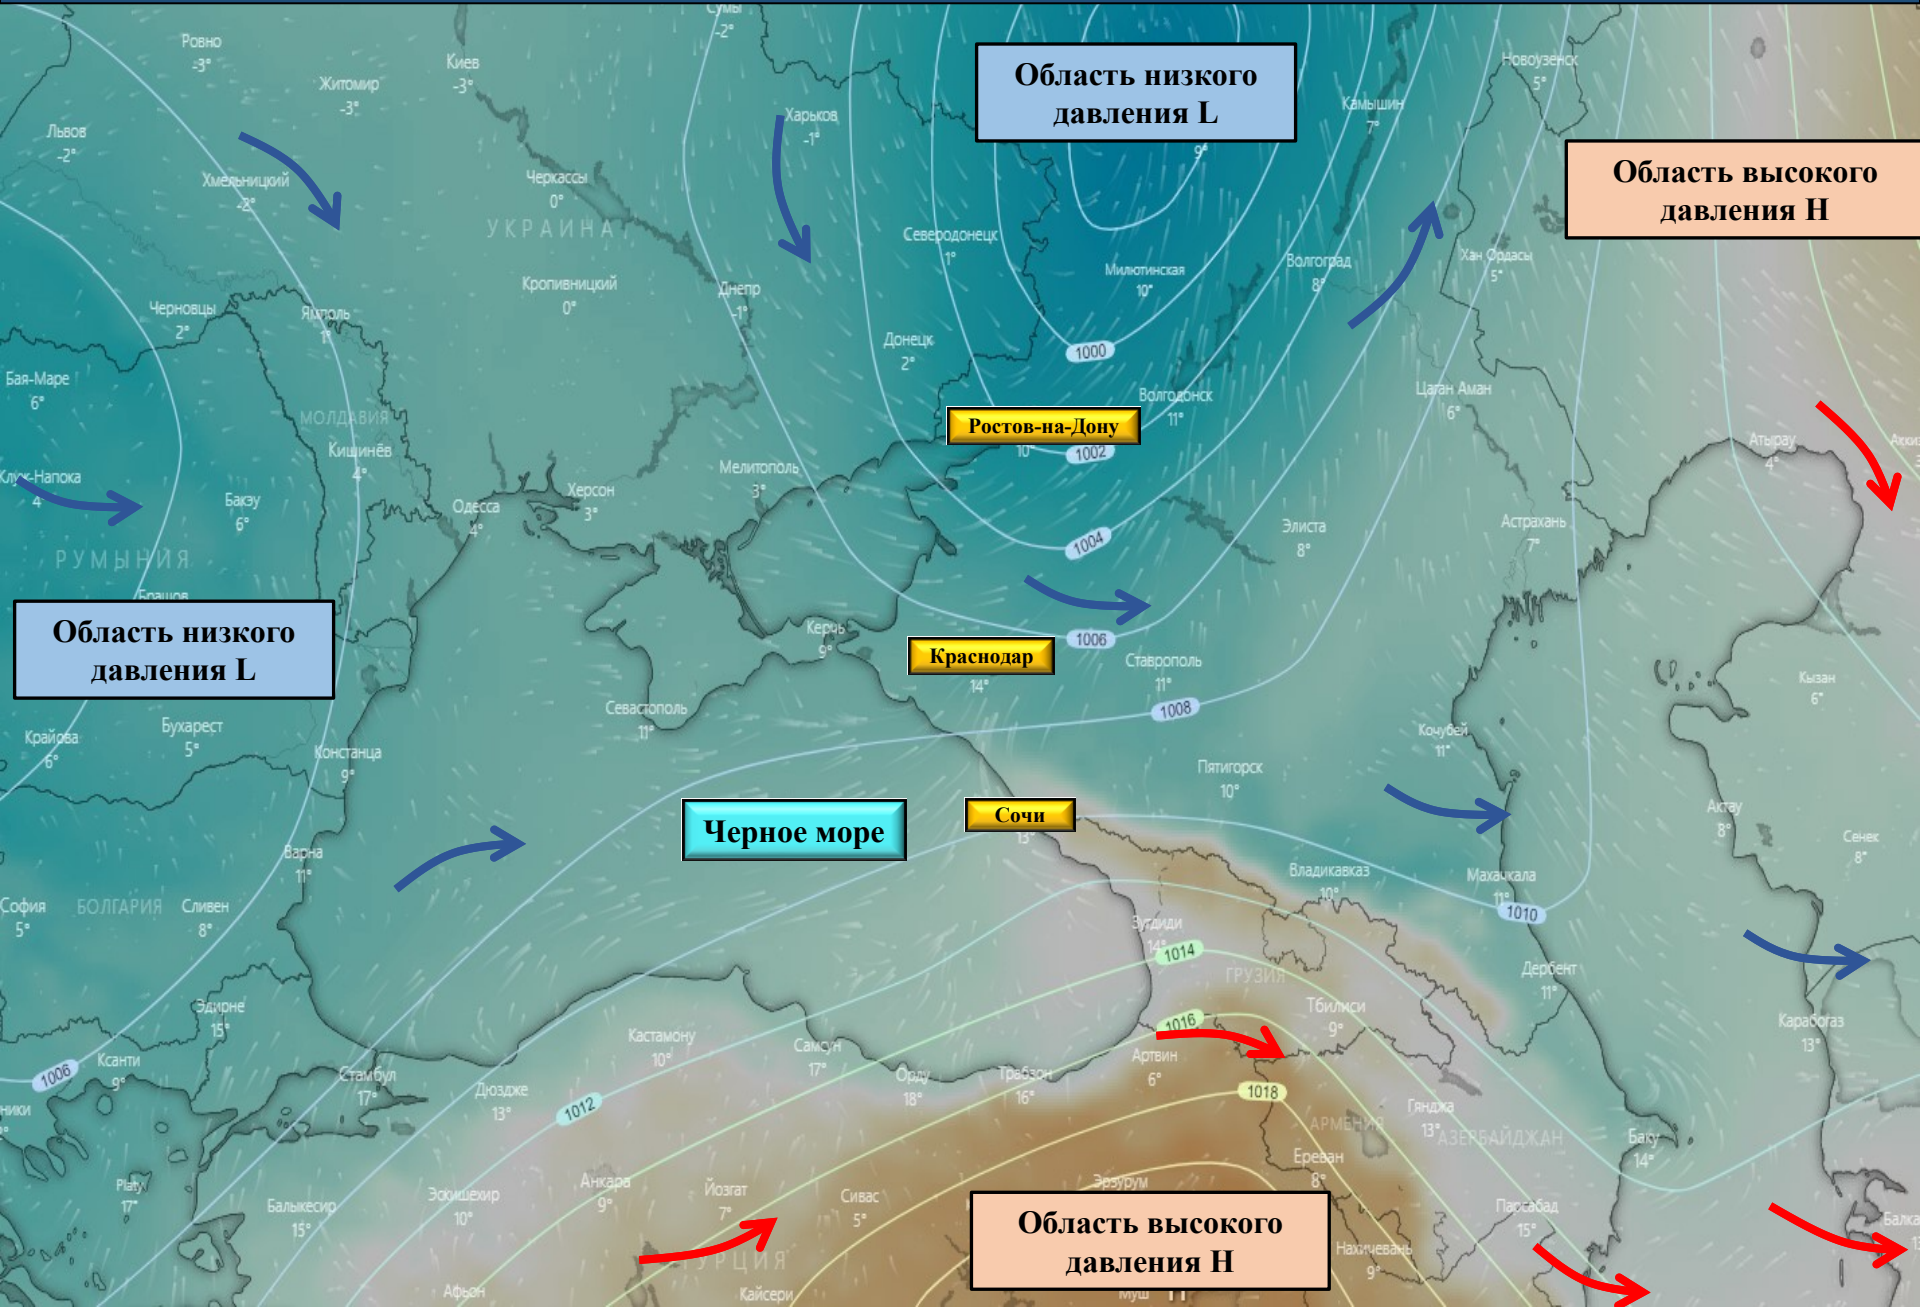 Сумы
-2°
Ровно
-3°
Киев
-3°
Житомир
-3°
Львов
-2°
Харьков
-1°
Область низкого
давления L
9°
Камышин
7°
Новоузенск
5°
Область высокого
давления H
Хмельницкий
-2°
Черкассы
0°
УКРАИНА
Северодонецк
1°
Милютинская
10°
Волгоград
8°
Хан Ордасы
5°
Кропивницкий
0°
Днепр
-1°
Черновцы
2°
Ямполь
1°
Донецк
2°
1000
Бая-Маре
6°
МОЛДАВИЯ
Кишинёв
4°
Волгодонск
11°
Цаган Аман
6°
Ростов-на-Дону
10°
1002
Атырау
4°
Клуж-Напока
4°
Бакэу
6°
Мелитополь
3°
Одесса
4°
Херсон
3°
Элиста
8°
Астрахань
7°
1004
РУМЫНИЯ
Брашов
Область низкого
давления L
Керчь
9°
1006
Краснодар
14°
Ставрополь
11°
Кызан
6°
Севастополь
11°
1008
Крайова
6°
Бухарест
5°
Констанца
9°
Кочубей
11°
Пятигорск
10°
Черное море
Сочи
13°
Актау
8°
Сенек
8°
Варна
11°
Владикавказ
10°
Махачкала
11°
София
5°
БОЛГАРИЯ
Сливен
8°
1010
Зугдиди
14°
1014
ГРУЗИЯ
Дербент
11°
Эдирне
15°
Тбилиси
9°
1016
Карабогаз
13°
Кастамону
10°
Самсун
17°
Артвин
6°
Ксанти
9°
1006
Стамбул
17°
Дюздже
13°
Орду
18°
Трабзон
16°
1018
1012
АРМЕНИЯ
Гянджа
13°
АЗЕРБАЙДЖАН
Баку
14°
Ереван
8°
Platy
17°
Балыкесир
15°
Эскишехир
10°
Анкара
9°
Йозгат
7°
Сивас
5°
Эрзурум
Область высокого
давления H
Парсабад
15°
ТУРЦИЯ
Нахичевань
9°
Афьон
Кайсери
Муш
H